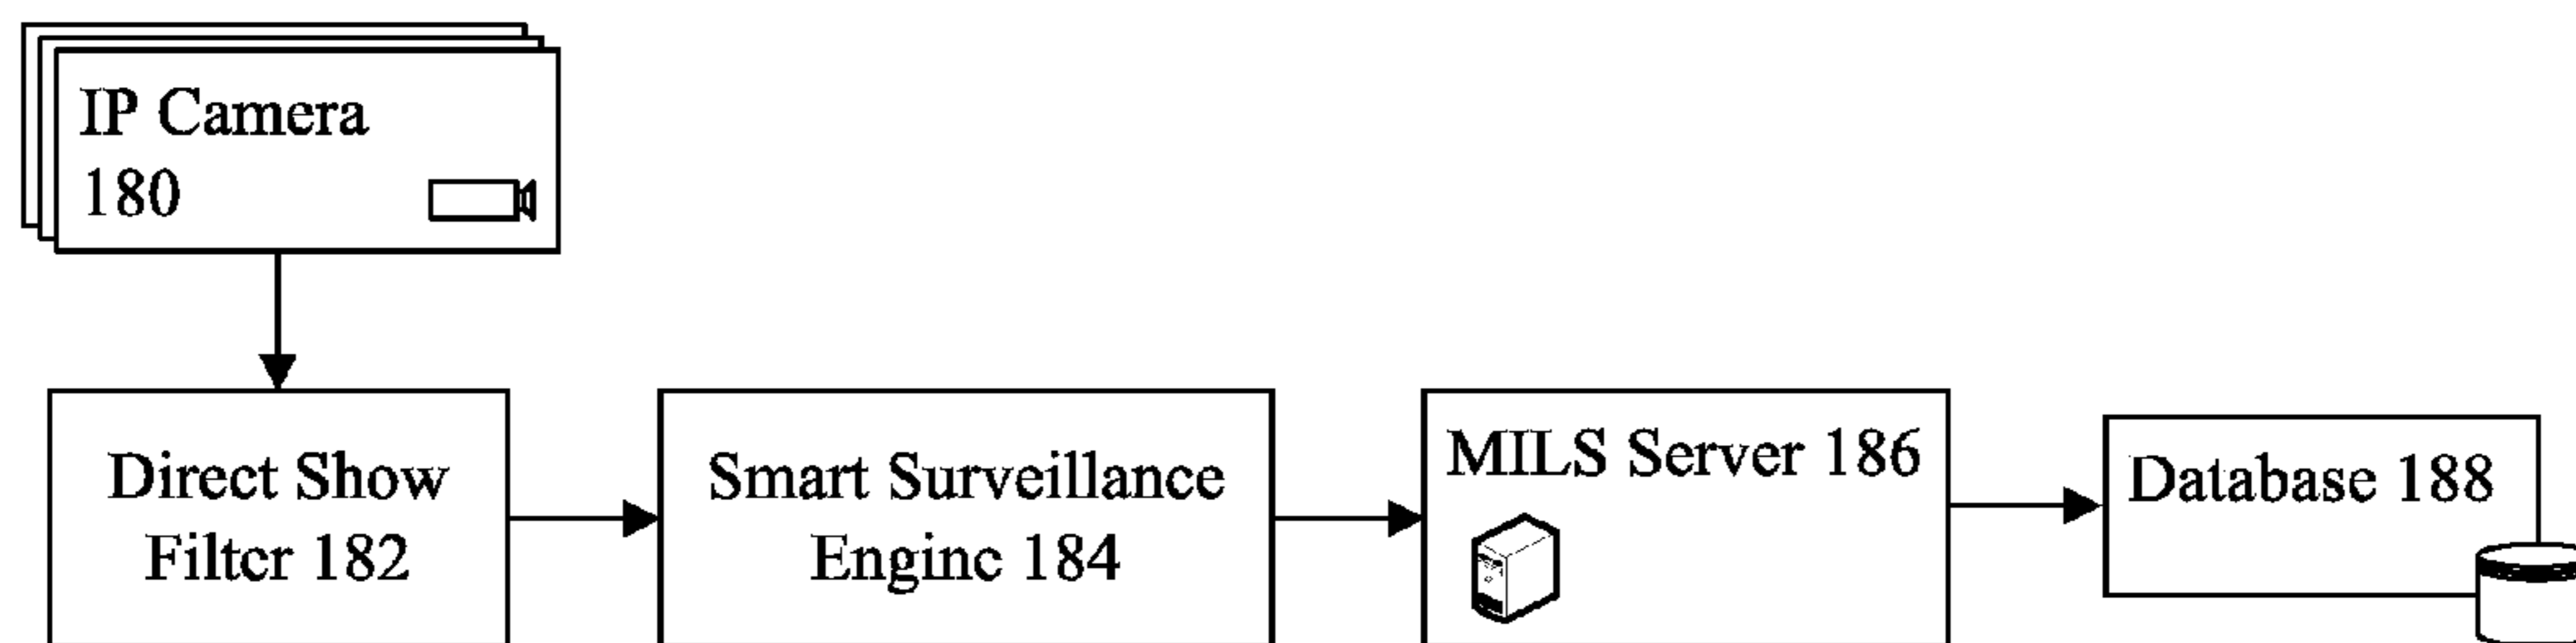 IP Camera
180
Direct Show
Filter 182
Smart Surveillance
Engine 184
MILS Server 186
Database 188